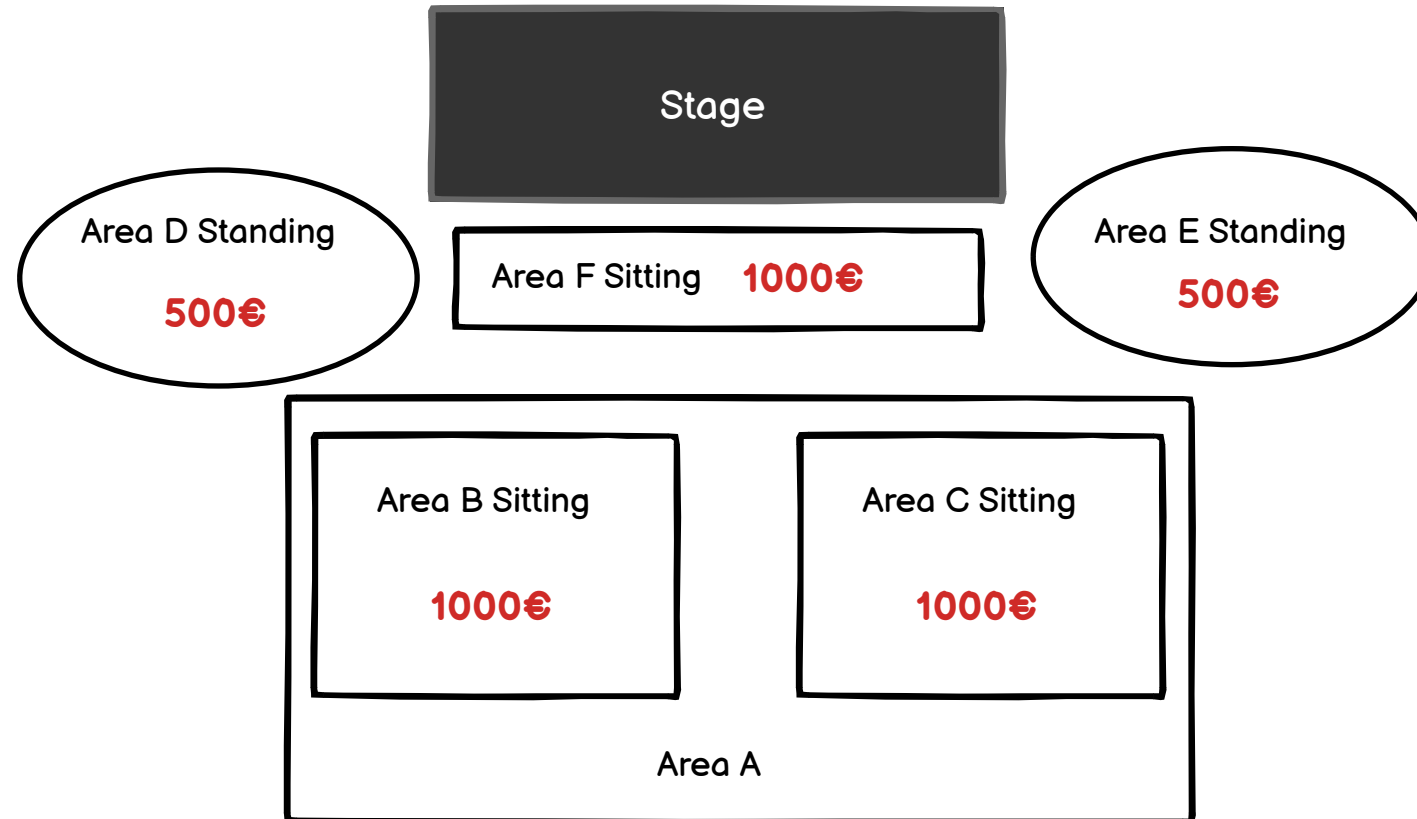 Stage
Area D Standing
500€
Area F Sitting 1000€
Area E Standing
500€
Area B Sitting
1000€
Area C Sitting
1000€
Area A